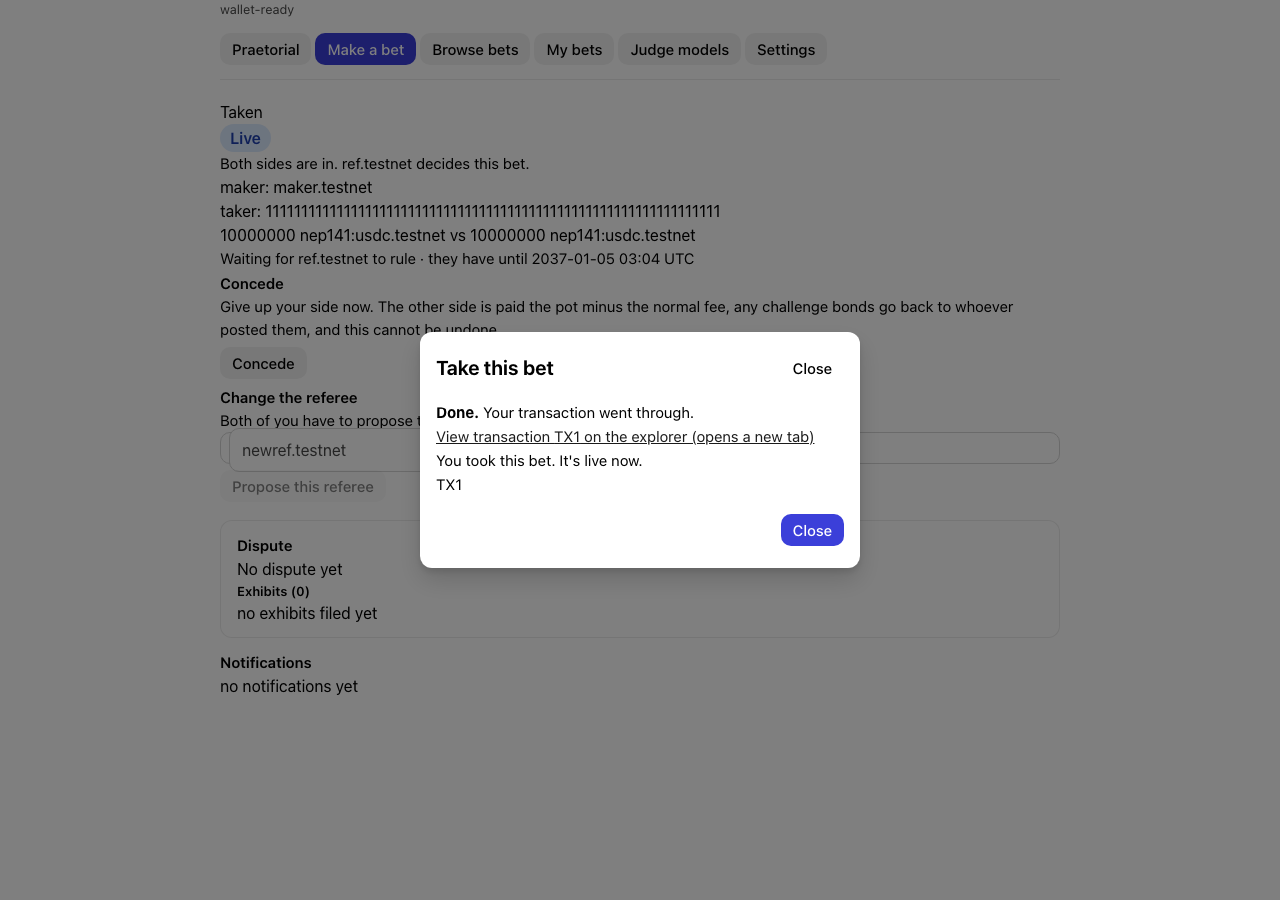 wallet-ready
Praetorial Make a bet Browse bets My bets Judge models Settings
Taken
Live
Both sides are in. ref.testnet decides this bet.
maker: maker.testnet
taker: 1111111111111111111111111111111111111111111111111111111111111111
10000000 nep141:usdc.testnet vs 10000000 nep141:usdc.testnet
Waiting for ref.testnet to rule · they have until 2037-01-05 03:04 UTC
Concede
Give up your side now. The other side is paid the pot minus the normal fee, any challenge bonds go back to whoever
posted them, and this cannot be undone.
Concede
Change the referee
Both of you have to propose
newref.testnet
Propose this referee
Take this bet
Close
Done. Your transaction went through.
View transaction TX1 on the explorer (opens a new tab)
You took this bet. It's live now.
TX1
Close
Dispute
No dispute yet
Exhibits (0)
no exhibits filed yet
Notifications
no notifications yet